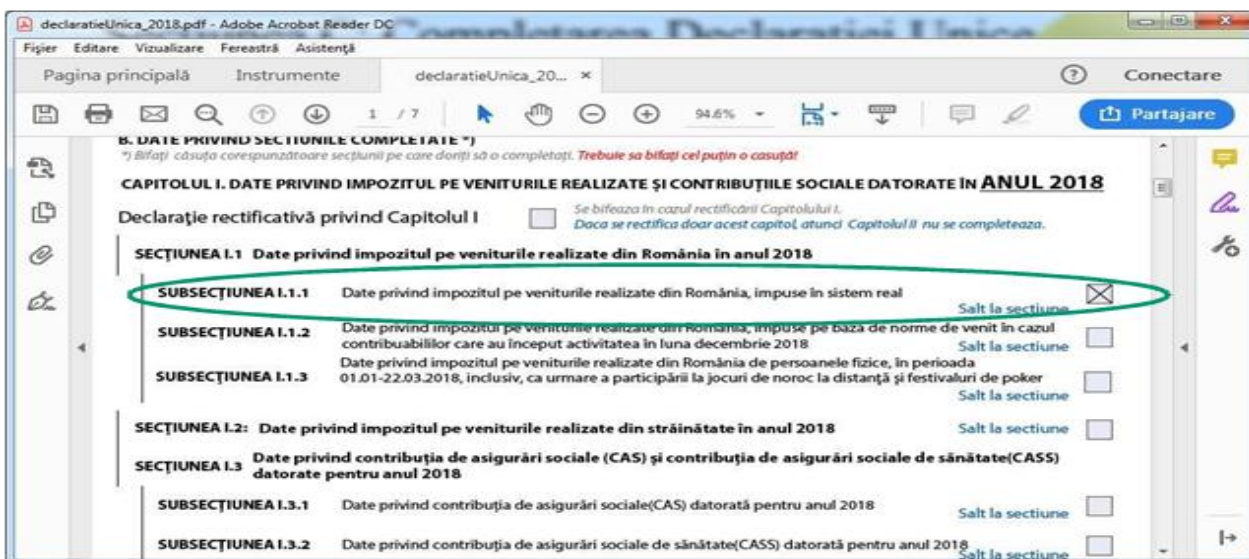 Completarea Declarației Unice
declaratieUnica_2018.pdf - Adobe Acrobat Reader DC
Fișier Editare Vizualizare Fereastră Asistență
Pagina principală Instrumente declaratieUnica_20... × ? Conectare
1 / 7 94.6% Partajare
B. DATE PRIVIND SECTIUNILE COMPLETATE *)
*) Bifați căsuța corespunzătoare secțiunii pe care doriți să o completați. Trebuie sa bifați cel puțin o casuță!
CAPITOLUL I. DATE PRIVIND IMPOZITUL PE VENITURILE REALIZATE ȘI CONTRIBUȚIILE SOCIALE DATORATE ÎN ANUL 2018
Declarație rectificativă privind Capitolul I
Se bifeaza in cazul rectificării Capitolului I.
Daca se rectifica doar acest capitol, atunci Capitolul II nu se completeaza.
SECȚIUNEA I.1 Date privind impozitul pe veniturile realizate din România în anul 2018
SUBSECȚIUNEA I.1.1 Date privind impozitul pe veniturile realizate din România, impuse în sistem real
Salt la sectiune
SUBSECȚIUNEA I.1.2 Date privind impozitul pe veniturile realizate din România, impuse pe baza de norme de venit în cazul
contribuabililor care au început activitatea în luna decembrie 2018 Salt la sectiune
Date privind impozitul pe veniturile realizate din România de persoanele fizice, în perioada
SUBSECȚIUNEA I.1.3 01.01-22.03.2018, inclusiv, ca urmare a participării la jocuri de noroc la distanță și festivaluri de poker
Salt la sectiune
SECȚIUNEA I.2: Date privind impozitul pe veniturile realizate din străinătate în anul 2018 Salt la sectiune
SECȚIUNEA I.3 Date privind contribuția de asigurări sociale (CAS) și contribuția de asigurări sociale de sănătate(CASS)
datorate pentru anul 2018
SUBSECȚIUNEA I.3.1 Date privind contribuția de asigurări sociale(CAS) datorată pentru anul 2018
Salt la sectiune
SUBSECȚIUNEA I.3.2 Date privind contribuția de asigurări sociale de sănătate(CASS) datorată pentru anul 2018
Salt la sectiune